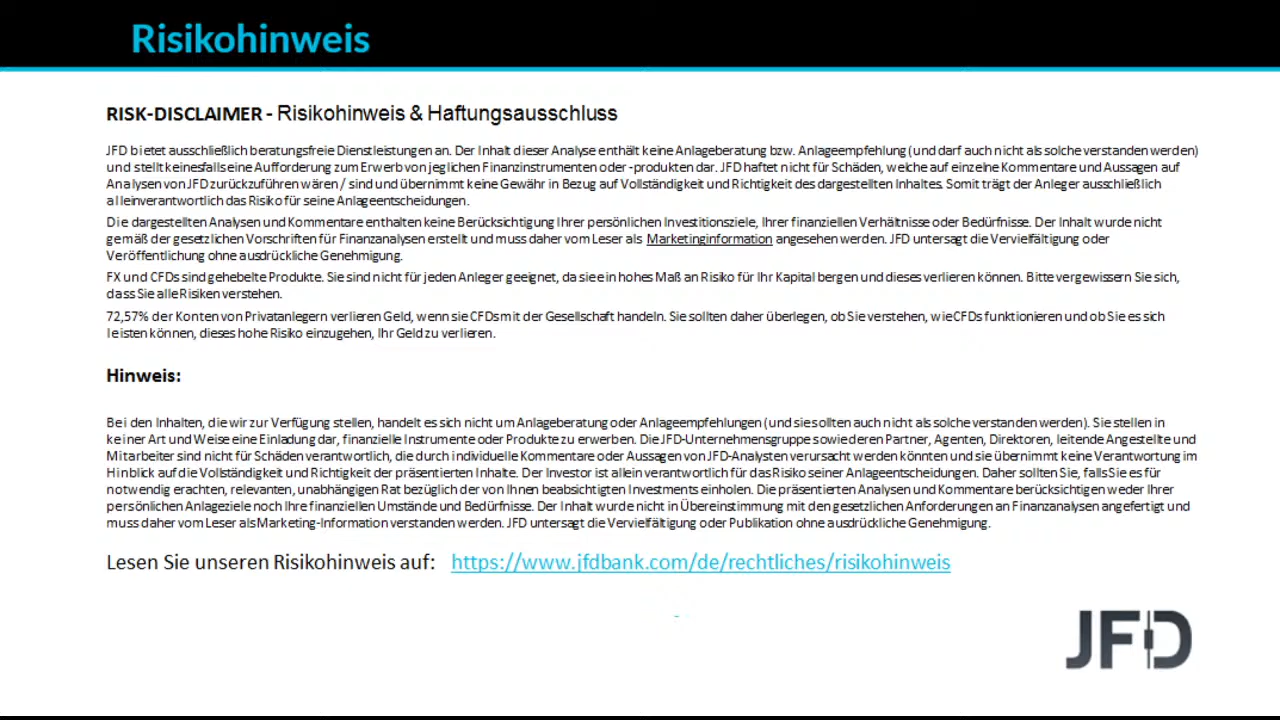 Risikohinweis
RISK-DISCLAIMER - Risikohinweis & Haftungsausschluss
JFD bietet ausschließlich beratungsfreie Dienstleistungen an. Der Inhalt dieser Analyse enthält keine Anlageberatung bzw. Anlageempfehlung (und darf auch nicht als solche verstanden werden)
und stellt keinesfalls eine Aufforderung zum Erwerb von jeglichen Finanzinstrumenten oder -produkten dar. JFD haftet nicht für Schäden, welche auf einzelne Kommentare und Aussagen auf
Analysen von JFD zurückzuführen wären / sind und übernimmt keine Gewähr in Bezug auf Vollständigkeit und Richtigkeit des dargestellten Inhaltes. Somit trägt der Anleger ausschließlich
alleinverantwortlich das Risiko für seine Anlageentscheidungen.
Die dargestellten Analysen und Kommentare enthalten keine Berücksichtigung Ihrer persönlichen Investitionsziele, Ihrer finanziellen Verhältnisse oder Bedürfnisse. Der Inhalt wurde nicht
gemäß der gesetzlichen Vorschriften für Finanzanalysen erstellt und muss daher vom Leser als Marketinginformation angesehen werden. JFD untersagt die Vervielfältigung oder
Veröffentlichung ohne ausdrückliche Genehmigung.
FX und CFDs sind gehebelte Produkte. Sie sind nicht für jeden Anleger geeignet, da sie ein hohes Maß an Risiko für Ihr Kapital bergen und dieses verlieren können. Bitte vergewissern Sie sich,
dass Sie alle Risiken verstehen.
72,57% der Konten von Privatanlegern verlieren Geld, wenn sie CFDs mit der Gesellschaft handeln. Sie sollten daher überlegen, ob Sie verstehen, wie CFDs funktionieren und ob Sie es sich
leisten können, dieses hohe Risiko einzugehen, Ihr Geld zu verlieren.
Hinweis:
Bei den Inhalten, die wir zur Verfügung stellen, handelt es sich nicht um Anlageberatung oder Anlageempfehlungen (und sie sollten auch nicht als solche verstanden werden). Sie stellen in
keiner Art und Weise eine Einladung dar, finanzielle Instrumente oder Produkte zu erwerben. Die JFD-Unternehmensgruppe sowie deren Partner, Agenten, Direktoren, leitende Angestellte und
Mitarbeiter sind nicht für Schäden verantwortlich, die durch individuelle Kommentare oder Aussagen von JFD-Analysten verursacht werden könnten und sie übernimmt keine Verantwortung im
Hinblick auf die Vollständigkeit und Richtigkeit der präsentierten Inhalte. Der Investor ist allein verantwortlich für das Risiko seiner Anlageentscheidungen. Daher sollten Sie, falls Sie es für
notwendig erachten, relevanten, unabhängigen Rat bezüglich der von Ihnen beabsichtigten Investments einholen. Die präsentierten Analysen und Kommentare berücksichtigen weder Ihrer
persönlichen Anlageziele noch Ihre finanziellen Umstände und Bedürfnisse. Der Inhalt wurde nicht in Übereinstimmung mit den gesetzlichen Anforderungen an Finanzanalysen angefertigt und
muss daher vom Leser als Marketing-Information verstanden werden. JFD untersagt die Vervielfältigung oder Publikation ohne ausdrückliche Genehmigung.
Lesen Sie unseren Risikohinweis auf: https://www.jfdbank.com/de/rechtliches/risikohinweis
JFD